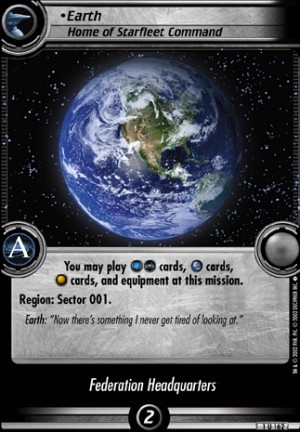 •Earth
Home of Starfleet Command
A
You may play cards, cards,
cards, and equipment at this mission.
Region: Sector 001.
Earth: "Now there's something I never get tired of looking at."
Federation Headquarters
2